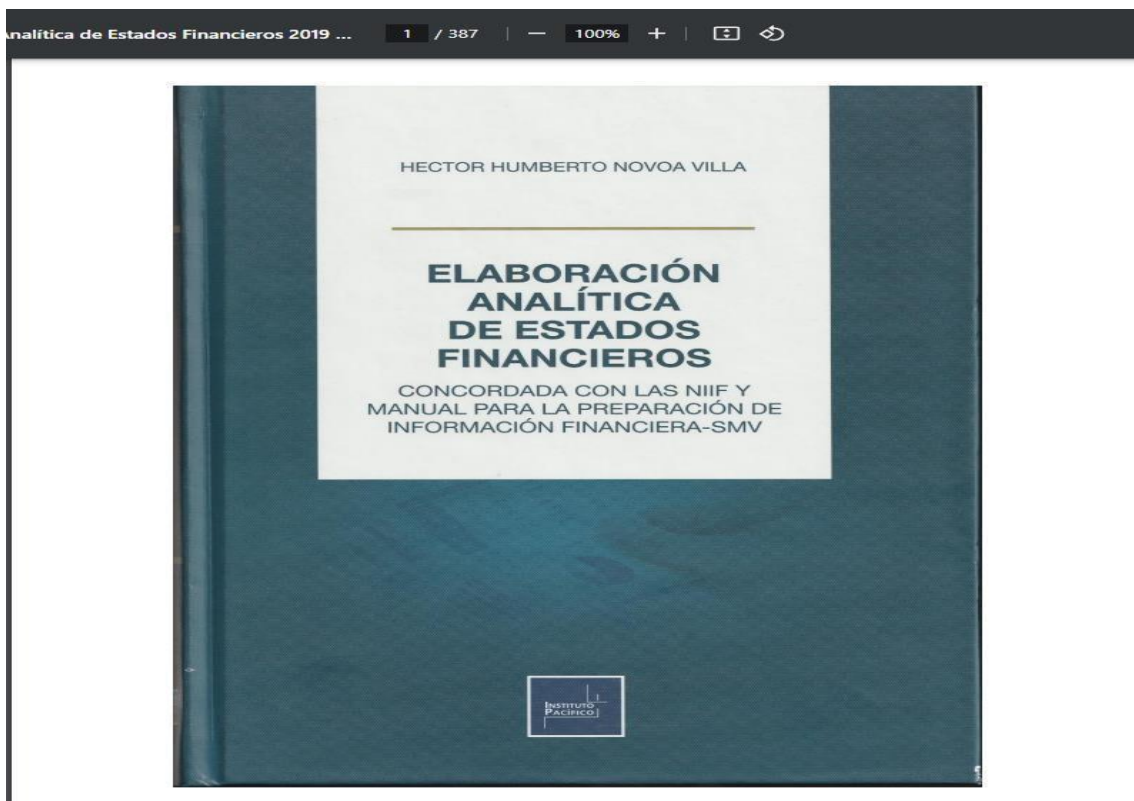 nalítica de Estados Financieros 2019 ...
1 / 387
100%
HECTOR HUMBERTO NOVOA VILLA
ELABORACIÓN
ANALÍTICA
DE ESTADOS
FINANCIEROS
CONCORDADA CON LAS NIIF Y
MANUAL PARA LA PREPARACIÓN DE
INFORMACIÓN FINANCIERA-SMV
INSTITUTO
PACÍFICO